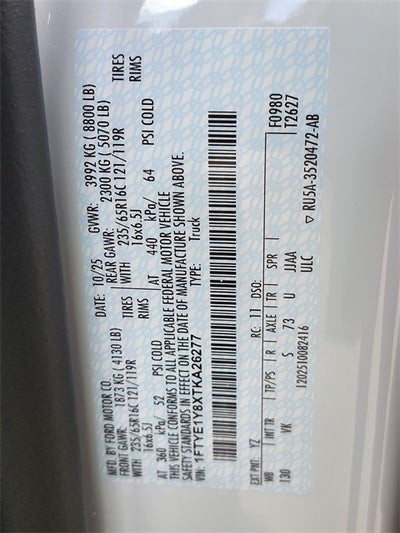 MFD. BY FORD MOTOR CO.
DATE: 10/25
GVWR: 3992 KG ( 8800 LB)
FRONT GAWR: 1873 KG ( 4130 LB)
REAR GAWR: 2300 KG ( 5070 LB)
235/65R16C 121/119R TIRES
WITH 235/65R16C 121/119R TIRES
16x6.5J RIMS
16x6.5J RIMS
AT 360 kPa/ 52 PSI COLD
AT 440 kPa/ 64 PSI COLD
THIS VEHICLE CONFORMS TO ALL APPLICABLE FEDERAL MOTOR VEHICLE
SAFETY STANDARDS IN EFFECT ON THE DATE OF MANUFACTURE SHOWN ABOVE.
VIN: 1FTYE1Y8XTKA26277
TYPE: Truck
F0980
T2627
EXT PNT: YZ RC: 11 DSO:
WB INT TR TP/PS R AXLE TR SPR
130 VK S 73 U JJAA
ULC
1202510082416
▽ RU5A-3520472-AB